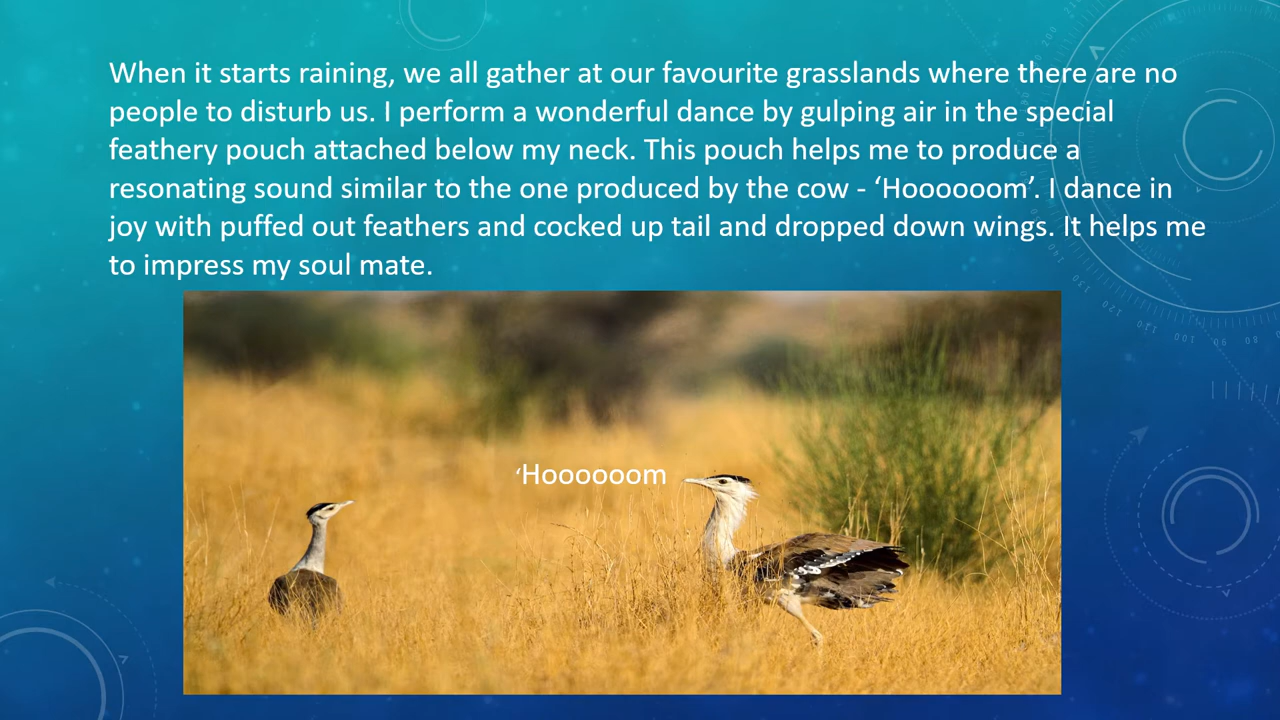 When it starts raining, we all gather at our favourite grasslands where there are no
people to disturb us. I perform a wonderful dance by gulping air in the special
feathery pouch attached below my neck. This pouch helps me to produce a
resonating sound similar to the one produced by the cow - ‘Hoooooom’. I dance in
joy with puffed out feathers and cocked up tail and dropped down wings. It helps me
to impress my soul mate.
‘Hoooooom